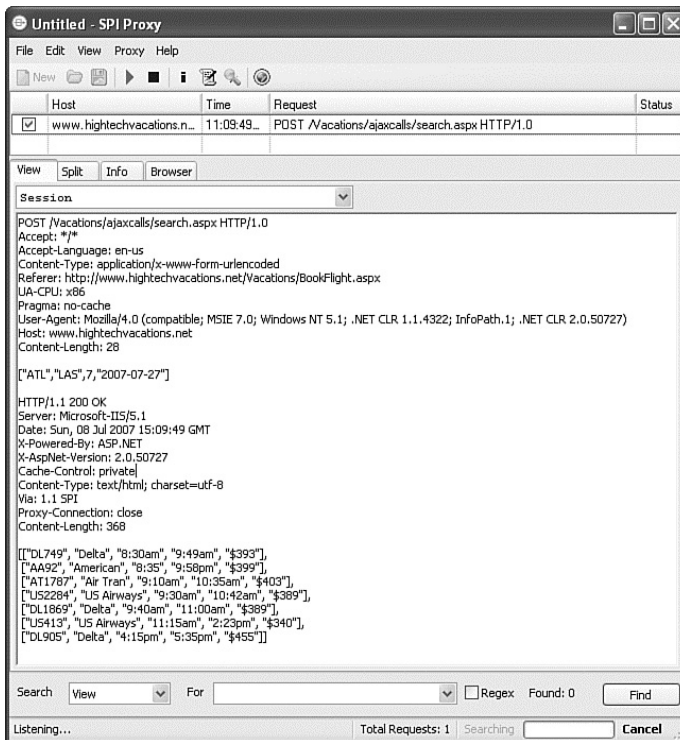 Untitled - SPI Proxy
File Edit View Proxy Help
New
Host Time Request Status
www.hightechvacations.n... 11:09:49... POST /Vacations/ajaxcalls/search.aspx HTTP/1.0
View Split Info Browser
Session
POST /Vacations/ajaxcalls/search.aspx HTTP/1.0
Accept: */*
Accept-Language: en-us
Content-Type: application/x-www-form-urlencoded
Referer: http://www.hightechvacations.net/Vacations/BookFlight.aspx
UA-CPU: x86
Pragma: no-cache
User-Agent: Mozilla/4.0 (compatible; MSIE 7.0; Windows NT 5.1; .NET CLR 1.1.4322; InfoPath.1; .NET CLR 2.0.50727)
Host: www.hightechvacations.net
Content-Length: 28
["ATL","LAS",7,"2007-07-27"]
HTTP/1.1 200 OK
Server: Microsoft-IIS/5.1
Date: Sun, 08 Jul 2007 15:09:49 GMT
X-Powered-By: ASP.NET
X-AspNet-Version: 2.0.50727
Cache-Control: private
Content-Type: text/html; charset=utf-8
Via: 1.1 SPI
Proxy-Connection: close
Content-Length: 368
[["DL749", "Delta", "8:30am", "9:49am", "$393"],
["AA92", "American", "8:35", "9:58pm", "$399"],
["AT1787", "Air Tran", "9:10am", "10:35am", "$403"],
["US2284", "US Airways", "9:30am", "10:42am", "$389"],
["DL1869", "Delta", "9:40am", "11:00am", "$389"],
["US413", "US Airways", "11:15am", "2:23pm", "$340"],
["DL905", "Delta", "4:15pm", "5:35pm", "$455"]]
Search View For Regex Found: 0 Find
Listening... Total Requests: 1 Searching Cancel